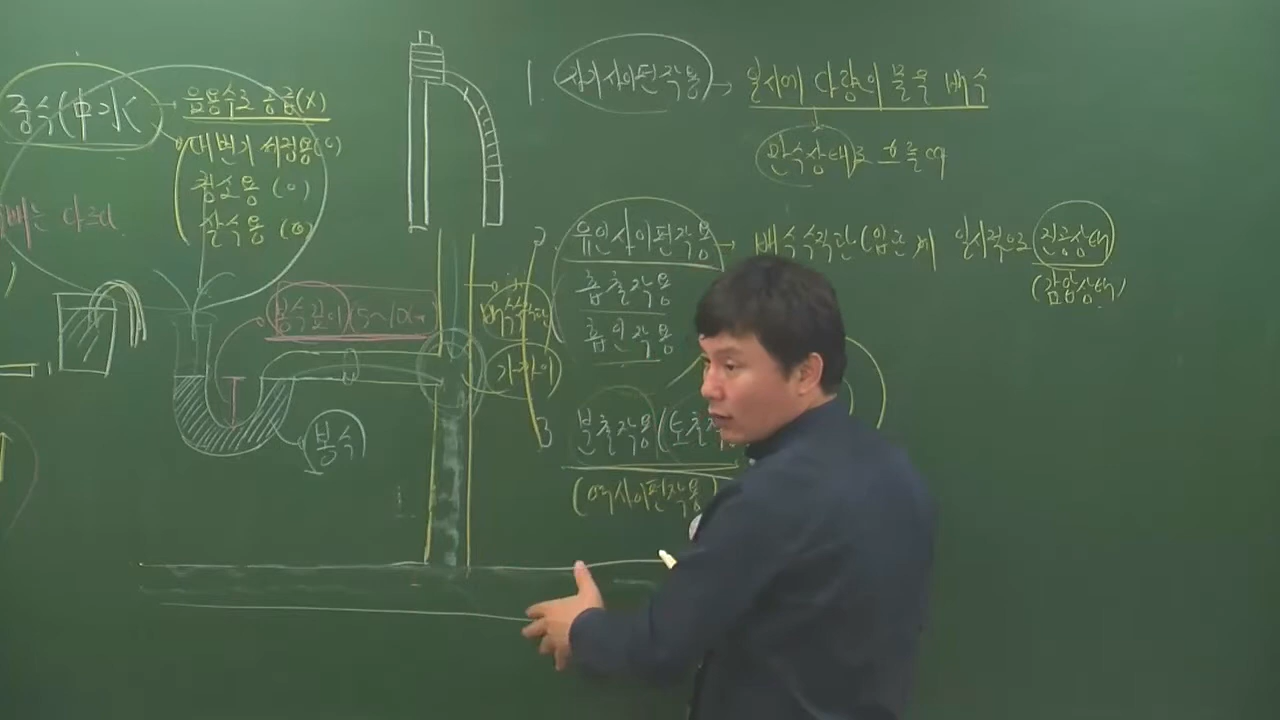 중수(中水
음용수로 공급(X)
대변기 세정용(○)
청소용 (○)
살수용 (○)
다르다
봉수깊이(5~10cm
봉수
배수수직관
가까이
1. 자기사이펀작용 → 일시에 다량의 물을 배수
만수상태로 흐를 때
2. 유인사이펀작용 → 배수수직관(입관)에 일시적으로 진공상태
(감압상태)
흡출작용
흡인작용
3 분출작용(토출작
(역사이펀작용)